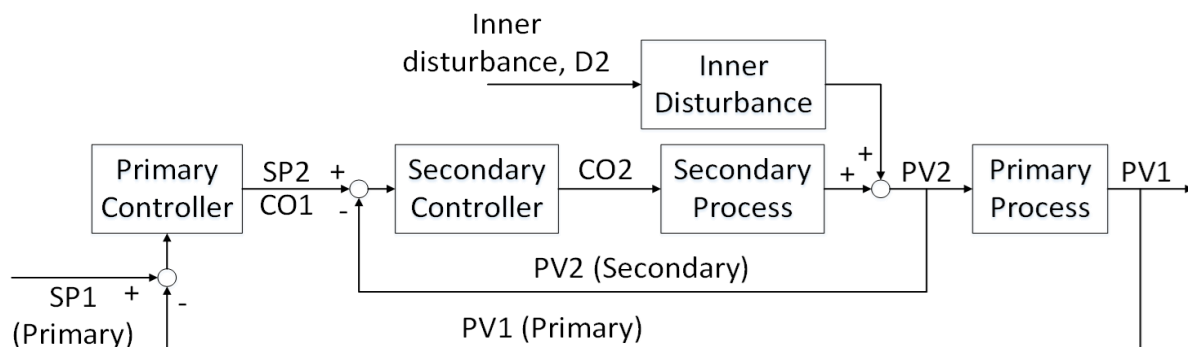 Inner
disturbance, D2
Inner
Disturbance
+
Primary
Controller
SP2
CO1
+
-
Secondary
Controller
CO2
Secondary
Process
+
PV2
Primary
Process
PV1
PV2 (Secondary)
SP1
(Primary)
+
-
PV1 (Primary)